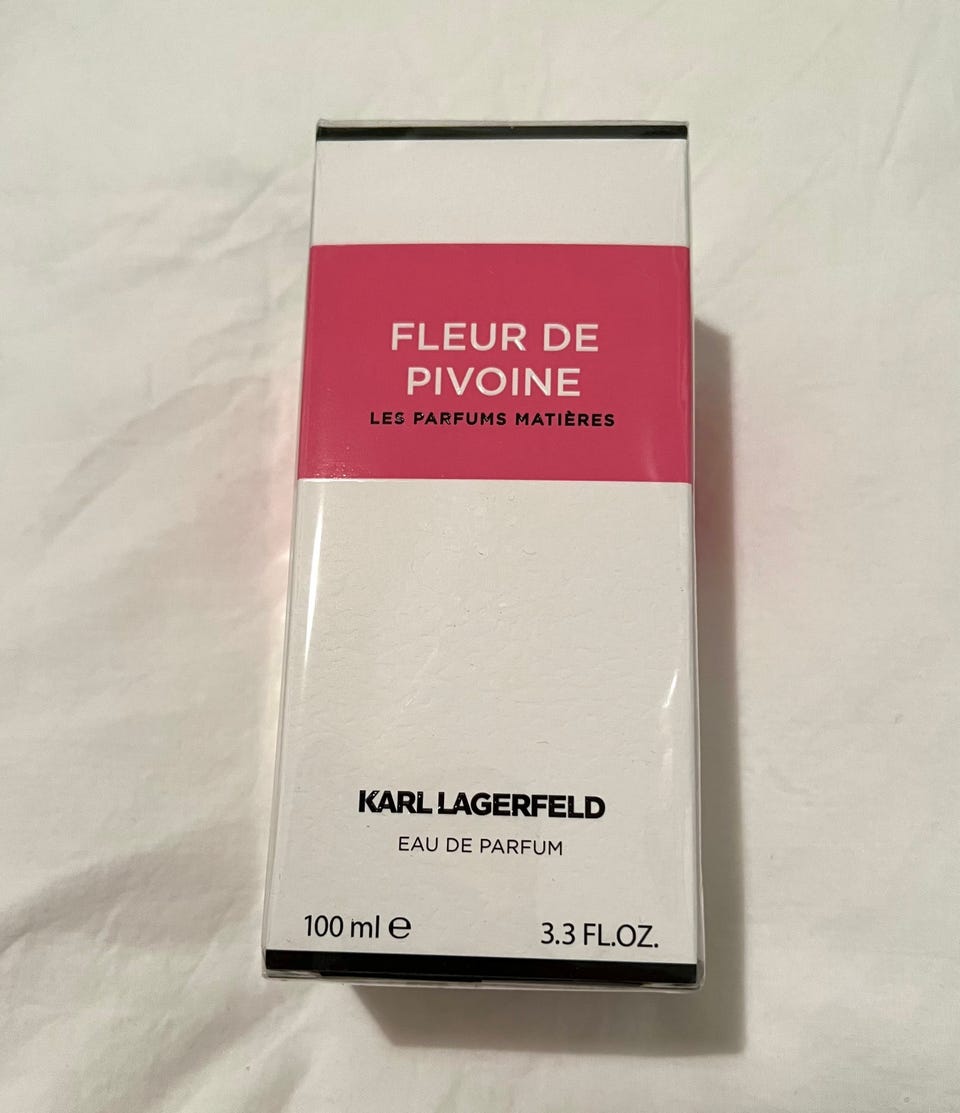 FLEUR DE
PIVOINE
LES PARFUMS MATIÈRES
KARL LAGERFELD
EAU DE PARFUM
100 ml ℮ 3.3 FL.OZ.